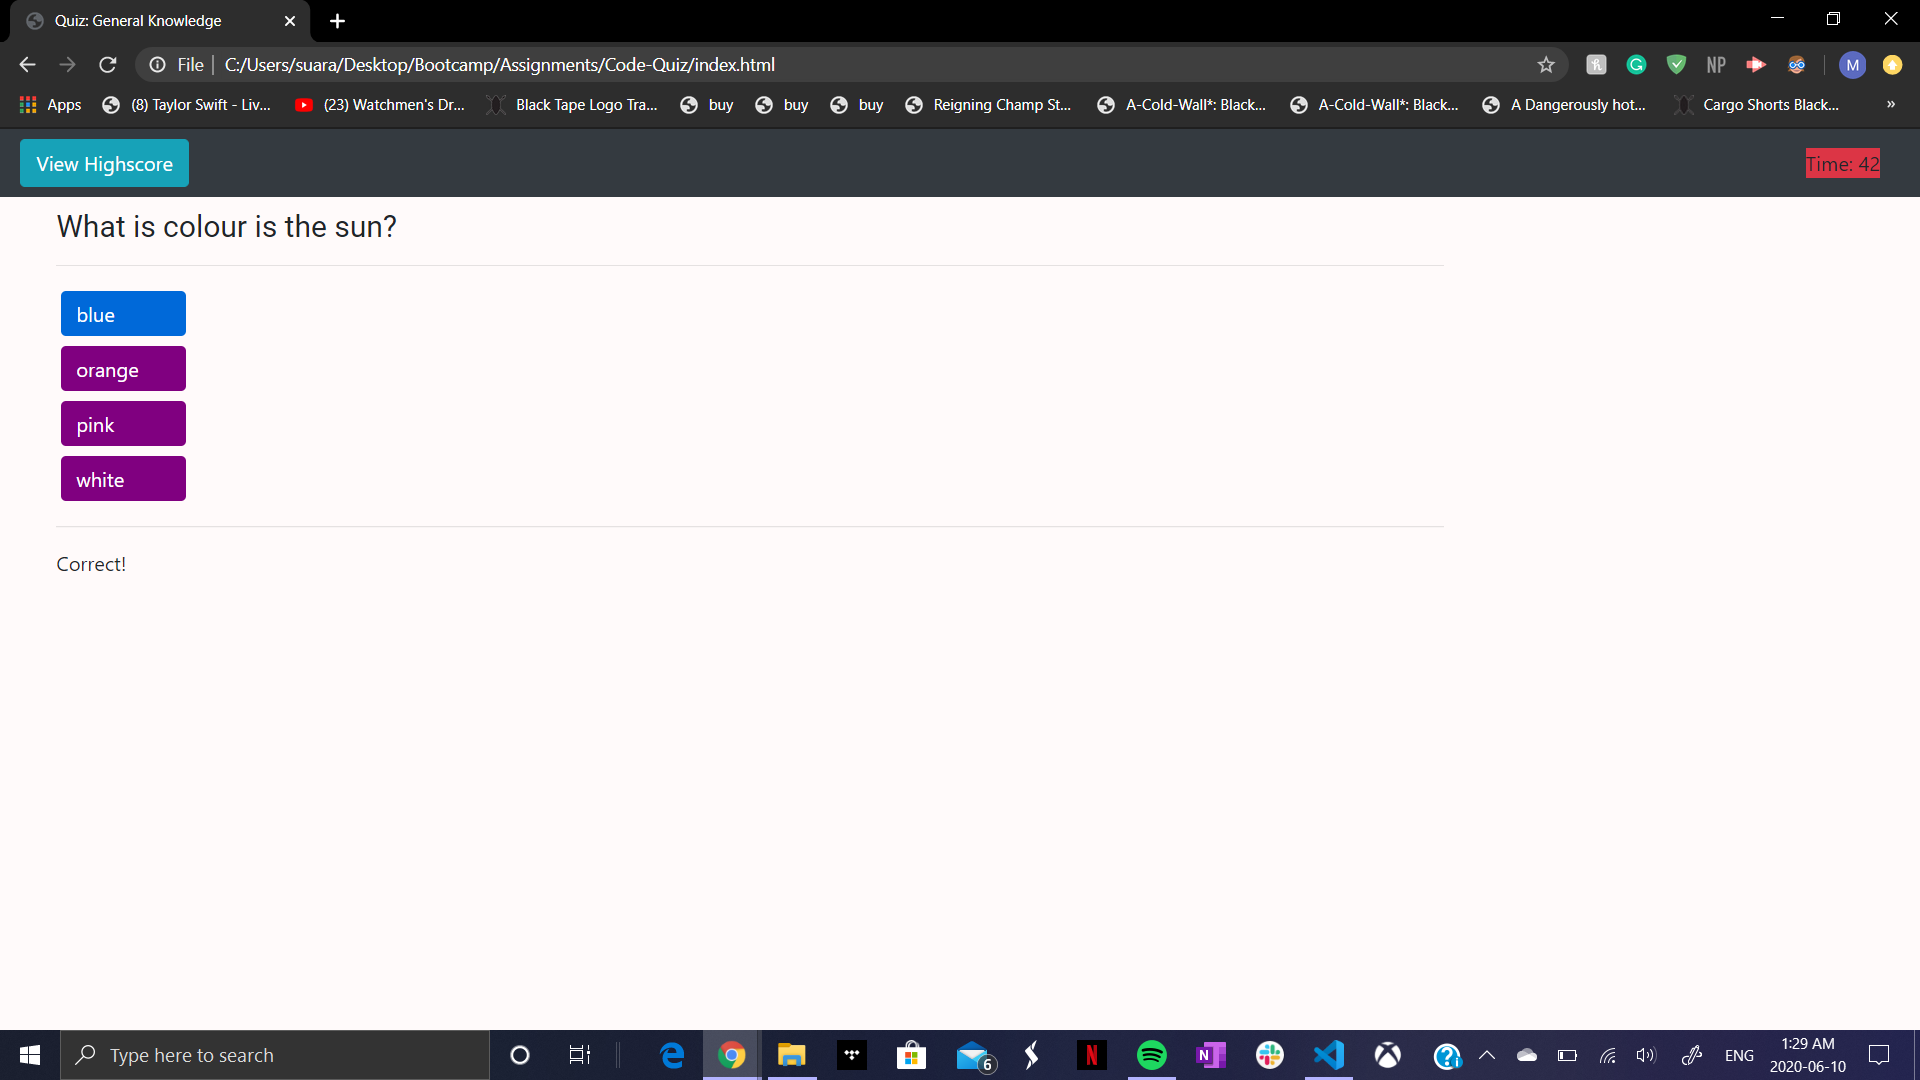 Quiz: General Knowledge
File C:/Users/suara/Desktop/Bootcamp/Assignments/Code-Quiz/index.html
NP M
Apps (8) Taylor Swift - Liv... (23) Watchmen's Dr... Black Tape Logo Tra... buy buy buy Reigning Champ St... A-Cold-Wall*: Black... A-Cold-Wall*: Black... A Dangerously hot... Cargo Shorts Black... »
View Highscore Time: 42
What is colour is the sun?
blue
orange
pink
white
Correct!
Type here to search 6 N N ENG 1:29 AM
2020-06-10